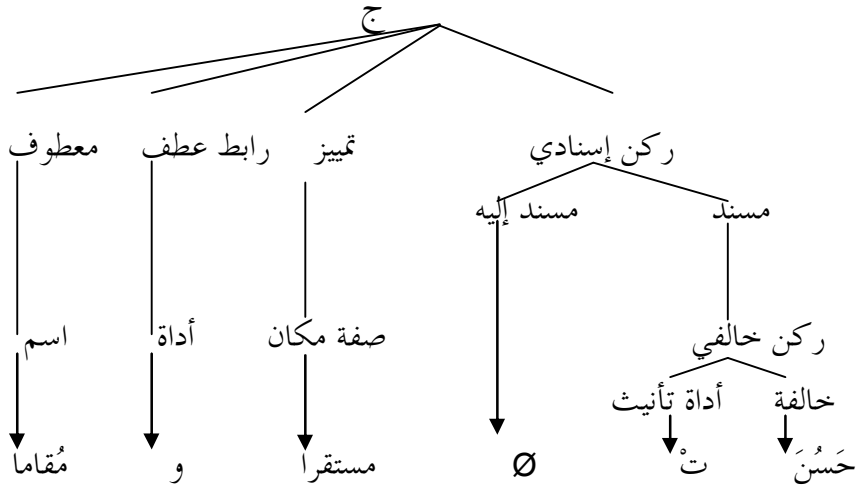 ج
ركن إسنادي تمييز رابط عطف معطوف
مسند مسند إليه
ركن خالفي صفة مكان أداة اسم
خالفة أداة تأنيث
حَسُنَ تْ Ø مستقرا و مُقاما